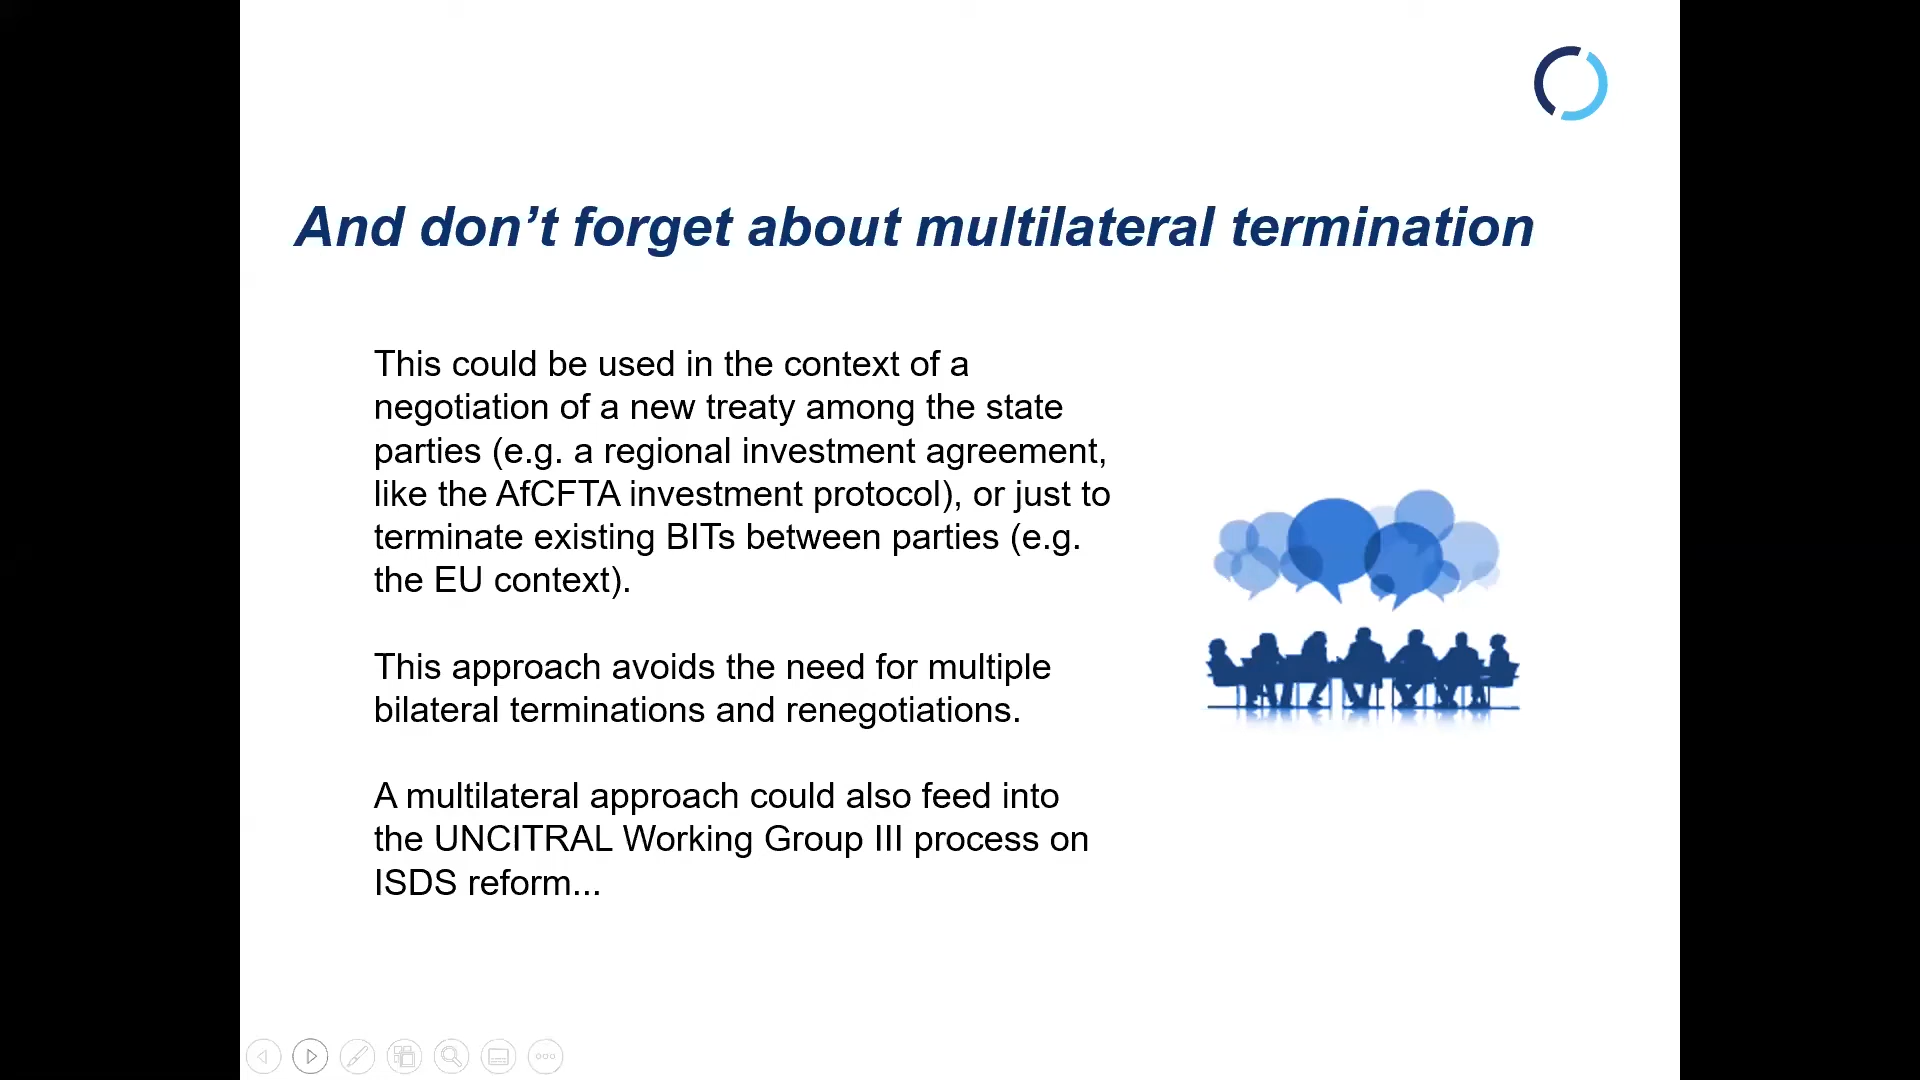 And don’t forget about multilateral termination
This could be used in the context of a
negotiation of a new treaty among the state
parties (e.g. a regional investment agreement,
like the AfCFTA investment protocol), or just to
terminate existing BITs between parties (e.g.
the EU context).
This approach avoids the need for multiple
bilateral terminations and renegotiations.
A multilateral approach could also feed into
the UNCITRAL Working Group III process on
ISDS reform...